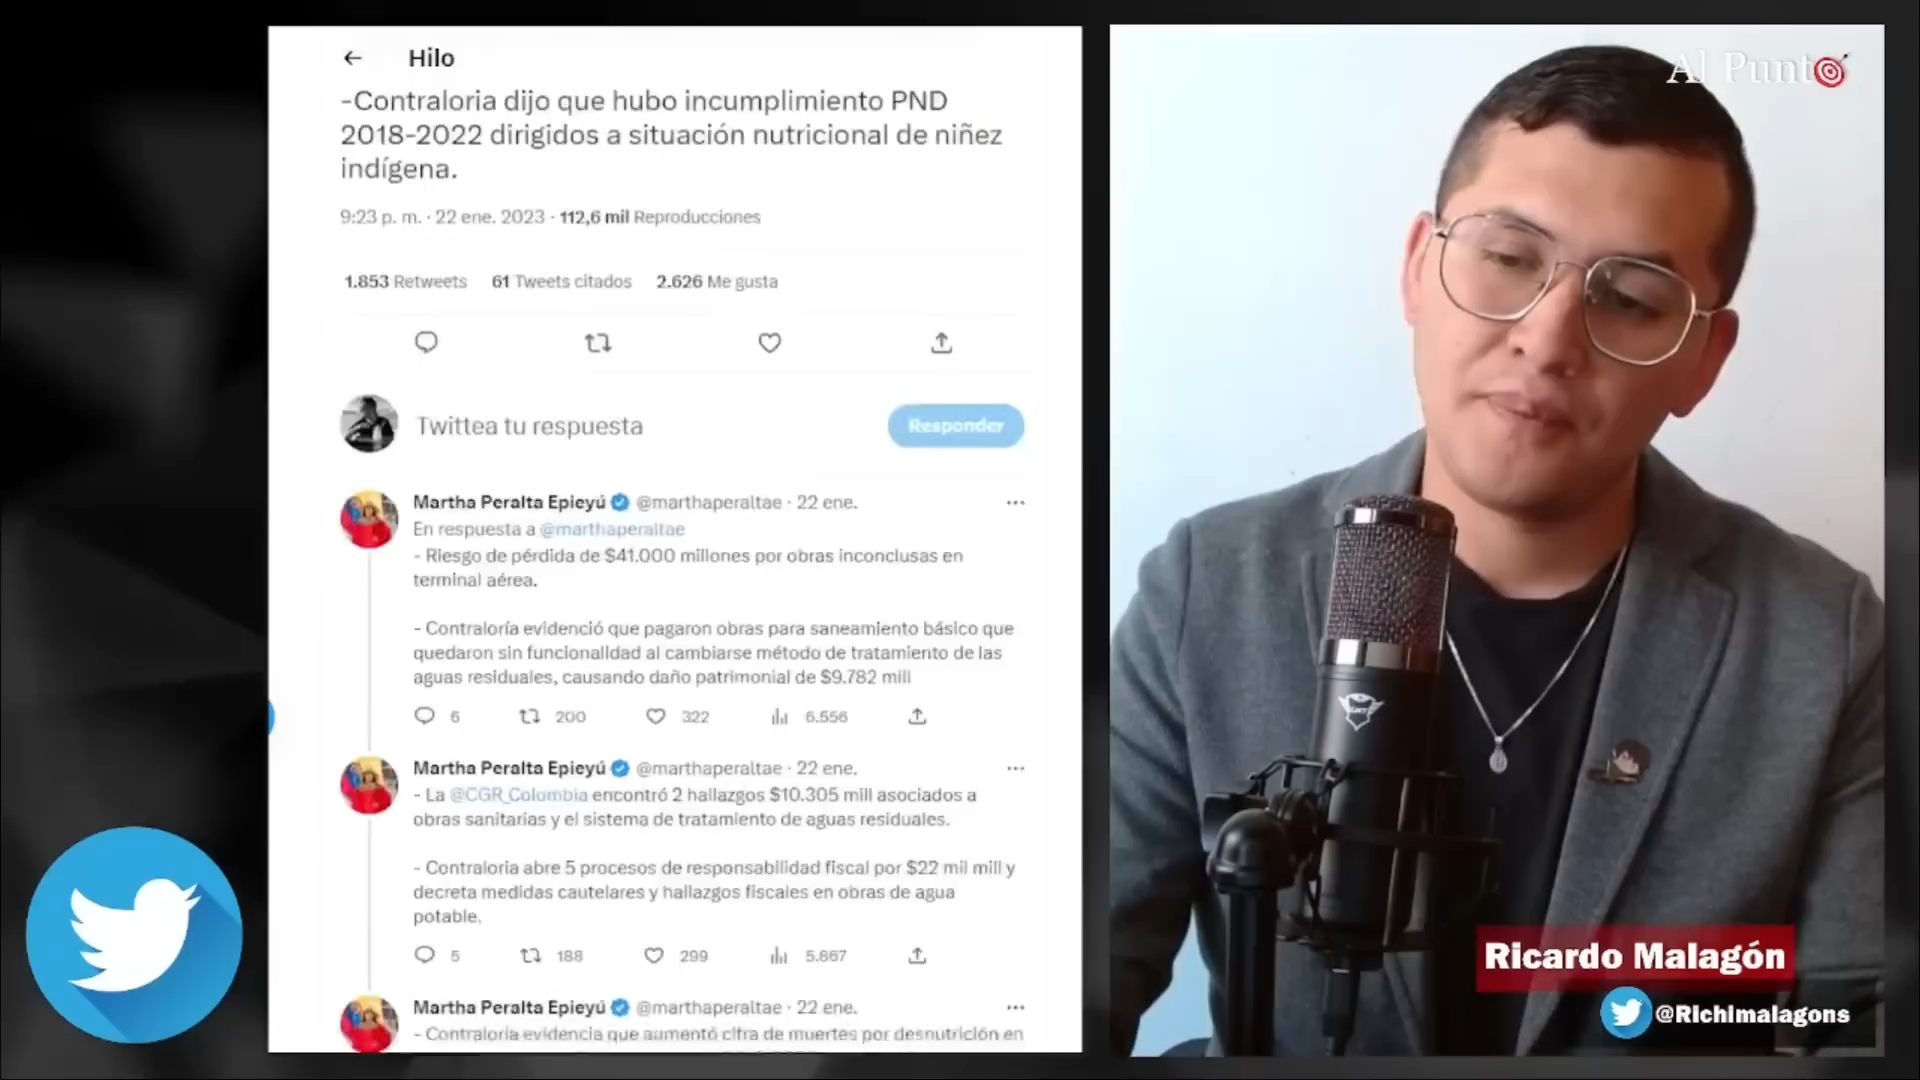 Hilo
-Contraloria dijo que hubo incumplimiento PND
2018-2022 dirigidos a situación nutricional de niñez
indígena.
9:23 p. m. · 22 ene. 2023 · 112,6 mil Reproducciones
1.853 Retweets 61 Tweets citados 2.626 Me gusta
Twittea tu respuesta
Responder
Martha Peralta Epieyú @marthaperaltae · 22 ene.
En respuesta a @marthaperaltae
- Riesgo de pérdida de $41.000 millones por obras inconclusas en
terminal aérea.
- Contraloría evidenció que pagaron obras para saneamiento básico que
quedaron sin funcionalidad al cambiarse método de tratamiento de las
aguas residuales, causando daño patrimonial de $9.782 mill
6 200 322 6.556
Martha Peralta Epieyú @marthaperaltae · 22 ene.
- La @CGR_Colombia encontró 2 hallazgos $10.305 mill asociados a
obras sanitarias y el sistema de tratamiento de aguas residuales.
- Contraloria abre 5 procesos de responsabilidad fiscal por $22 mil mill y
decreta medidas cautelares y hallazgos fiscales en obras de agua
potable.
5 188 299 5.867
Martha Peralta Epieyú @marthaperaltae · 22 ene.
- Contraloria evidencia que aumentó cifra de muertes por desnutrición en
Al Punto
Ricardo Malagón
@Richimalagons